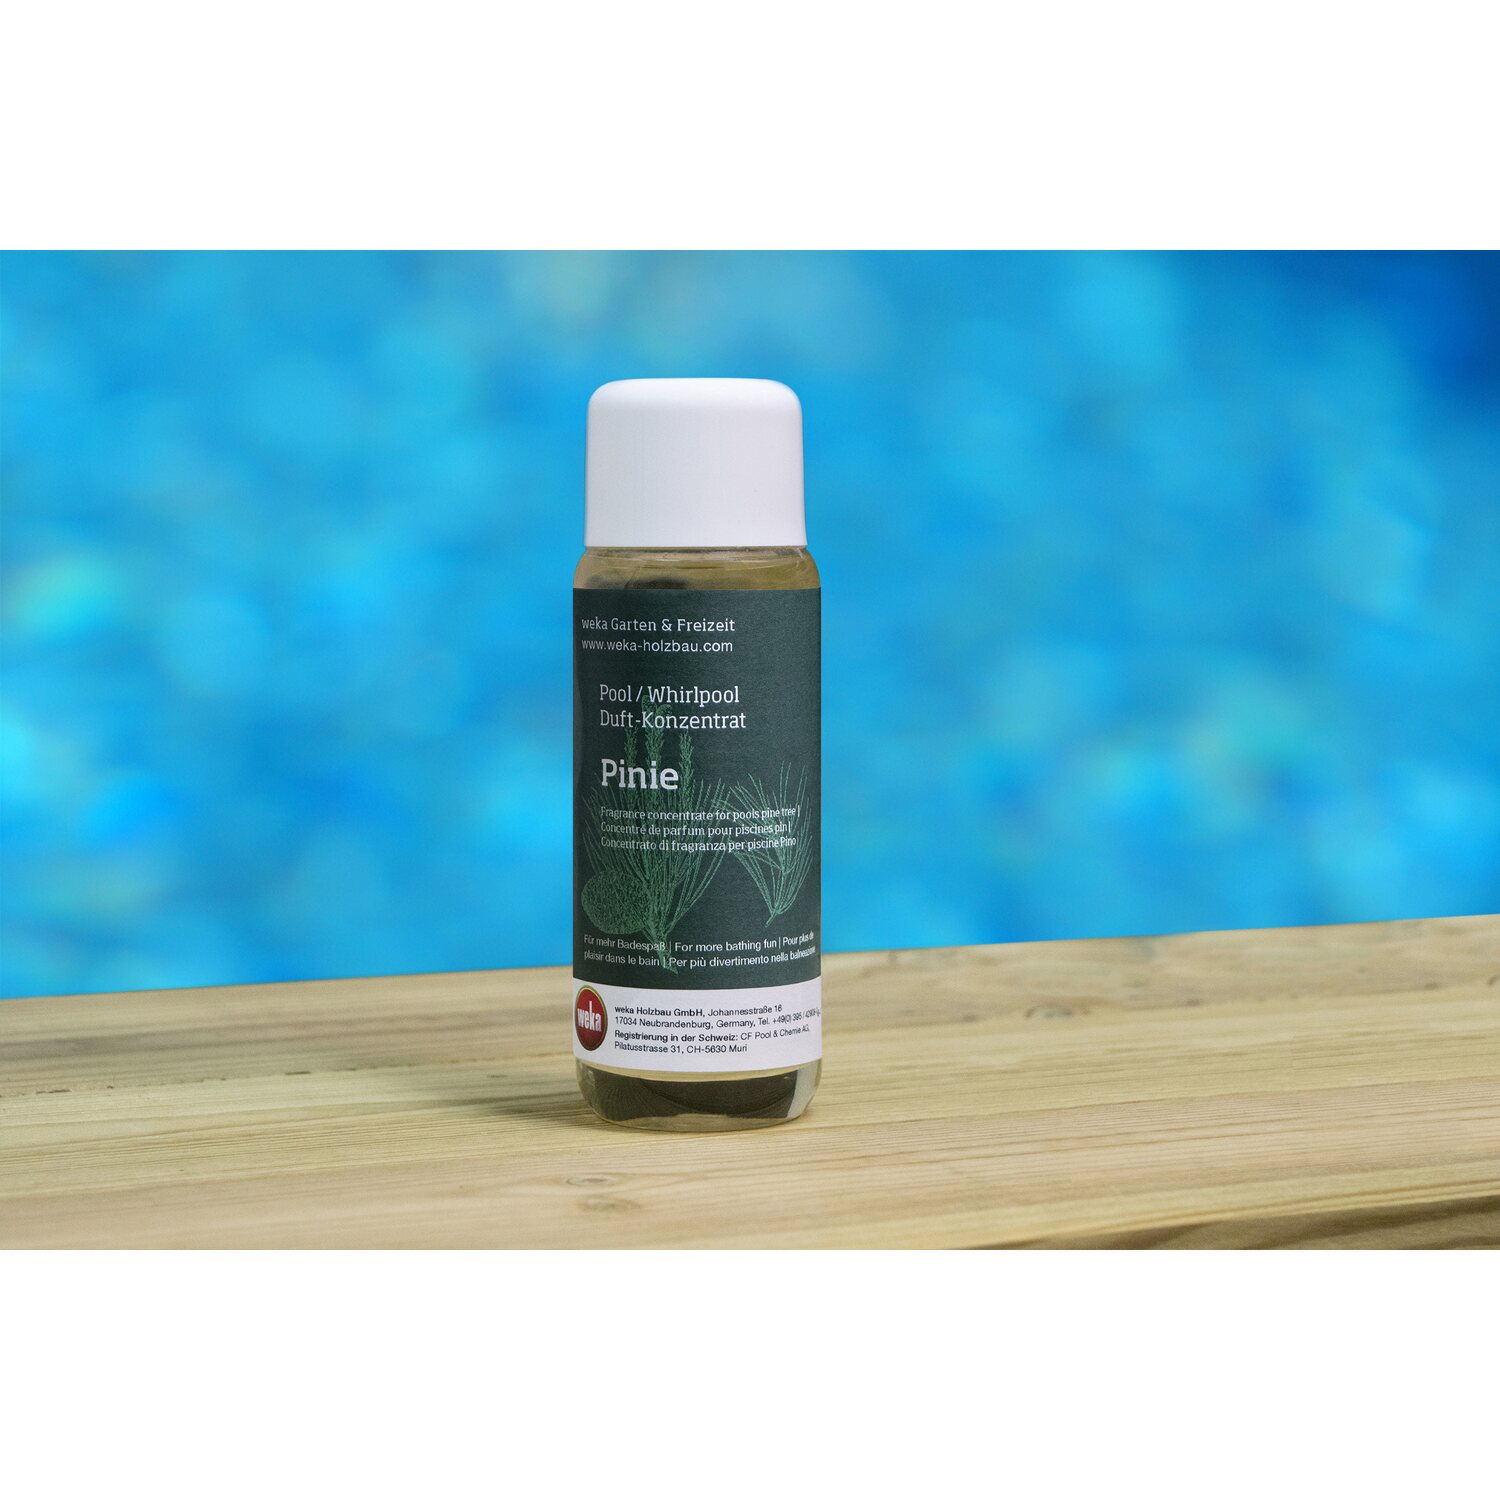 weka Garten & Freizeit
www.weka-holzbau.com
Pool / Whirlpool
Duft-Konzentrat
Pinie
Fragrance concentrate for pools pine tree |
Concentré de parfum pour piscines pin |
Concentrato di fragranza per piscine Pino
Für mehr Badespaß | For more bathing fun | Pour plus de
plaisir dans le bain | Per più divertimento nella balneazione
weka
weka Holzbau GmbH, Johannesstraße 16
17034 Neubrandenburg, Germany, Tel. +49(0) 395 /
Registrierung in der Schweiz: CF Pool & Chemie AG,
Pilatusstrasse 31, CH-5630 Muri